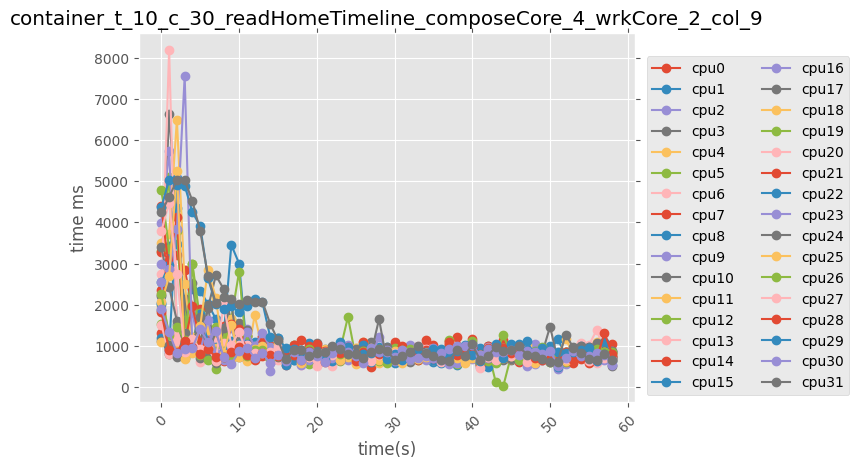 container_t_10_c_30_readHomeTimeline_composeCore_4_wrkCore_2_col_9
8000
7000
6000
5000
4000
3000
2000
1000
0
time ms
0
10
20
30
40
50
60
time(s)
cpu0
cpu1
cpu2
cpu3
cpu4
cpu5
cpu6
cpu7
cpu8
cpu9
cpu10
cpu11
cpu12
cpu13
cpu14
cpu15
cpu16
cpu17
cpu18
cpu19
cpu20
cpu21
cpu22
cpu23
cpu24
cpu25
cpu26
cpu27
cpu28
cpu29
cpu30
cpu31